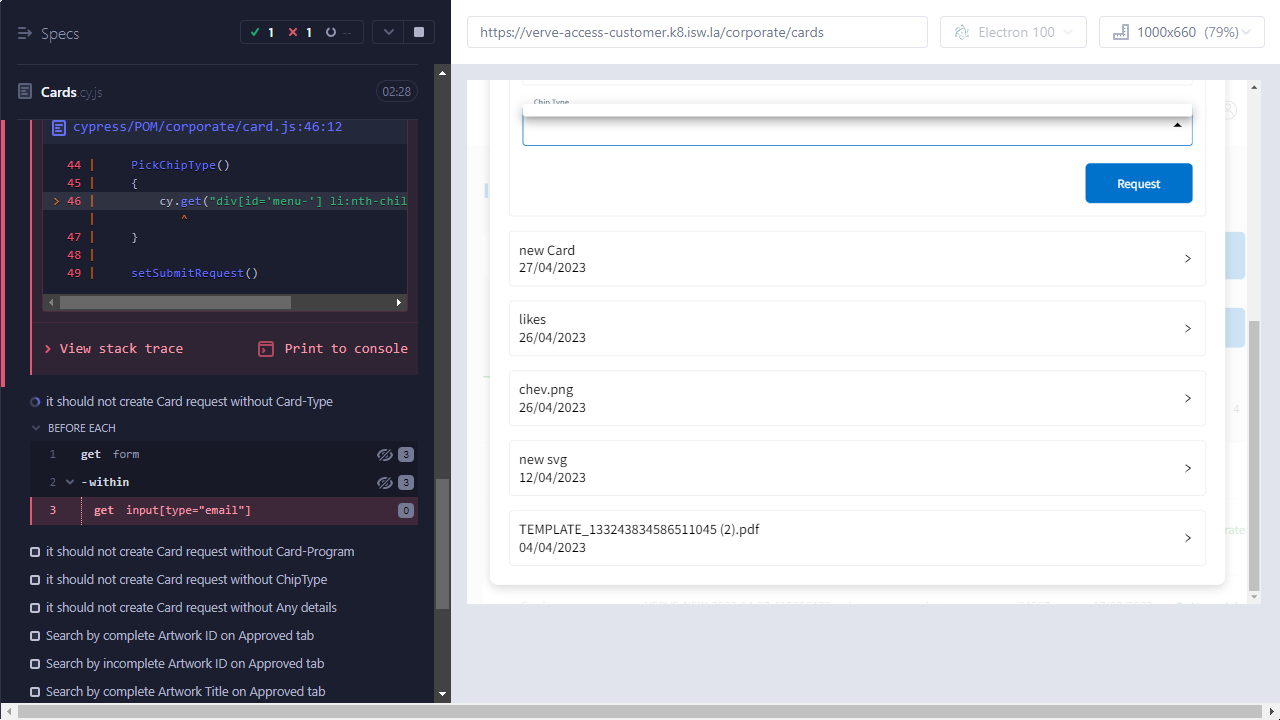 Specs
1
1
--
Cards.cy.js
02:28
cypress/POM/corporate/card.js:46:12
44 | PickChipType()
45 | {
> 46 | cy.get("div[id='menu-'] li:nth-chil
| ^
47 | }
48 |
49 | setSubmitRequest()
View stack trace
Print to console
it should not create Card request without Card-Type
BEFORE EACH
1 get form 3
2 -within 3
3 get input[type="email"] 0
it should not create Card request without Card-Program
it should not create Card request without ChipType
it should not create Card request without Any details
Search by complete Artwork ID on Approved tab
Search by incomplete Artwork ID on Approved tab
Search by complete Artwork Title on Approved tab
https://verve-access-customer.k8.isw.la/corporate/cards
Electron 100
1000x660 (79%)
Chip Type
Request
new Card
27/04/2023
likes
26/04/2023
chev.png
26/04/2023
new svg
12/04/2023
TEMPLATE_133243834586511045 (2).pdf
04/04/2023
4